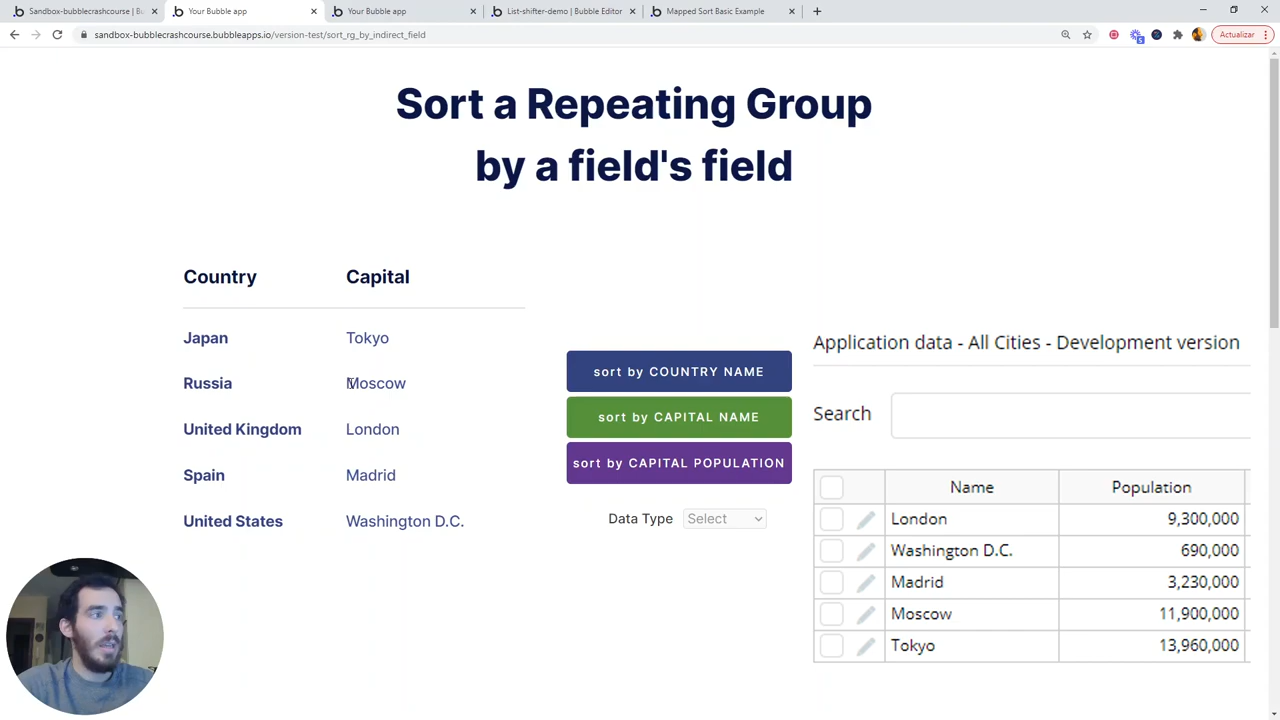 Sandbox-bubblecrashcourse | Bu
Your Bubble app
Your Bubble app
List-shifter-demo | Bubble Editor
Mapped Sort Basic Example
sandbox-bubblecrashcourse.bubbleapps.io/version-test/sort_rg_by_indirect_field
Actualizar
Sort a Repeating Group
by a field's field
Country Capital
Japan Tokyo
Russia Moscow
United Kingdom London
Spain Madrid
United States Washington D.C.
sort by COUNTRY NAME
sort by CAPITAL NAME
sort by CAPITAL POPULATION
Data Type Select
Application data - All Cities - Development version
Search
Name Population
London 9,300,000
Washington D.C. 690,000
Madrid 3,230,000
Moscow 11,900,000
Tokyo 13,960,000